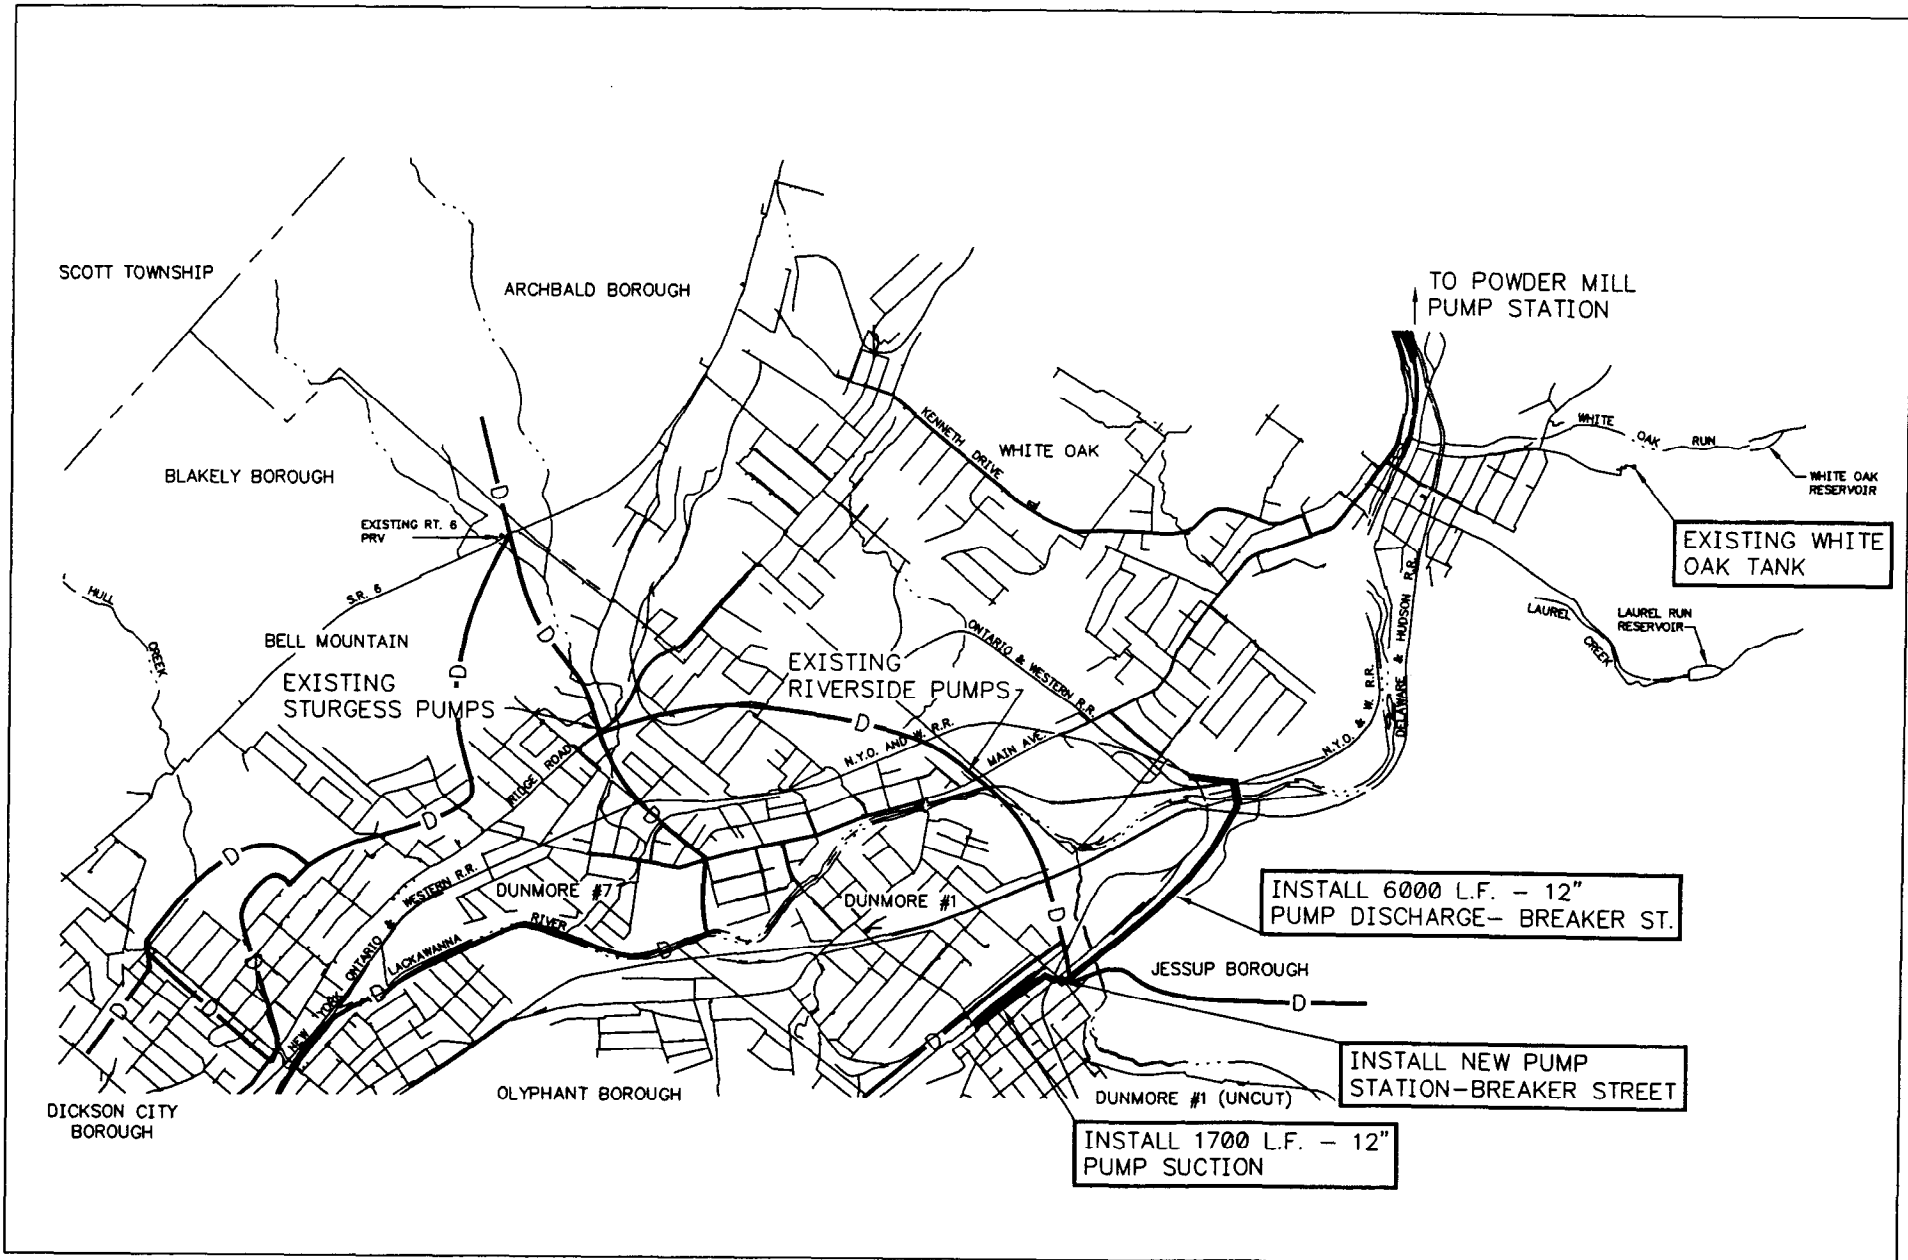 SCOTT TOWNSHIP
ARCHBALD BOROUGH
TO POWDER MILL
PUMP STATION
KENNETH DRIVE
WHITE OAK
WHITE OAK RUN
WHITE OAK
RESERVOIR
BLAKELY BOROUGH
D
EXISTING RT. 6
PRV
EXISTING WHITE
OAK TANK
HULL CREEK
S.R. 6
LAUREL CREEK
LAUREL RUN
RESERVOIR
DELAWARE & HUDSON R.R.
N.Y.O. & W. R.R.
ONTARIO & WESTERN R.R.
BELL MOUNTAIN
D
D
EXISTING
STURGESS PUMPS
EXISTING
RIVERSIDE PUMPS
D
N.Y.O. AND W. R.R.
MAIN AVE.
RIDGE ROAD
D
D
D
NEW YORK ONTARIO & WESTERN R.R.
DUNMORE #7
DUNMORE #1
INSTALL 6000 L.F. - 12"
PUMP DISCHARGE- BREAKER ST.
LACKAWANNA RIVER
D
D
D
D
D
D
D
JESSUP BOROUGH
D
D
INSTALL NEW PUMP
STATION-BREAKER STREET
OLYPHANT BOROUGH
DUNMORE #1 (UNCUT)
DICKSON CITY
BOROUGH
INSTALL 1700 L.F. - 12"
PUMP SUCTION